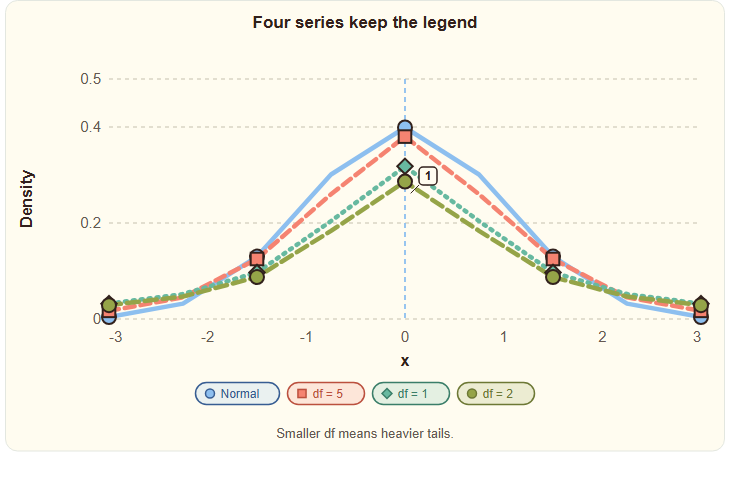 Four series keep the legend
0.5
0.4
0.2
0
Density
1
-3 -2 -1 0 1 2 3
x
Normal df = 5 df = 1 df = 2
Smaller df means heavier tails.